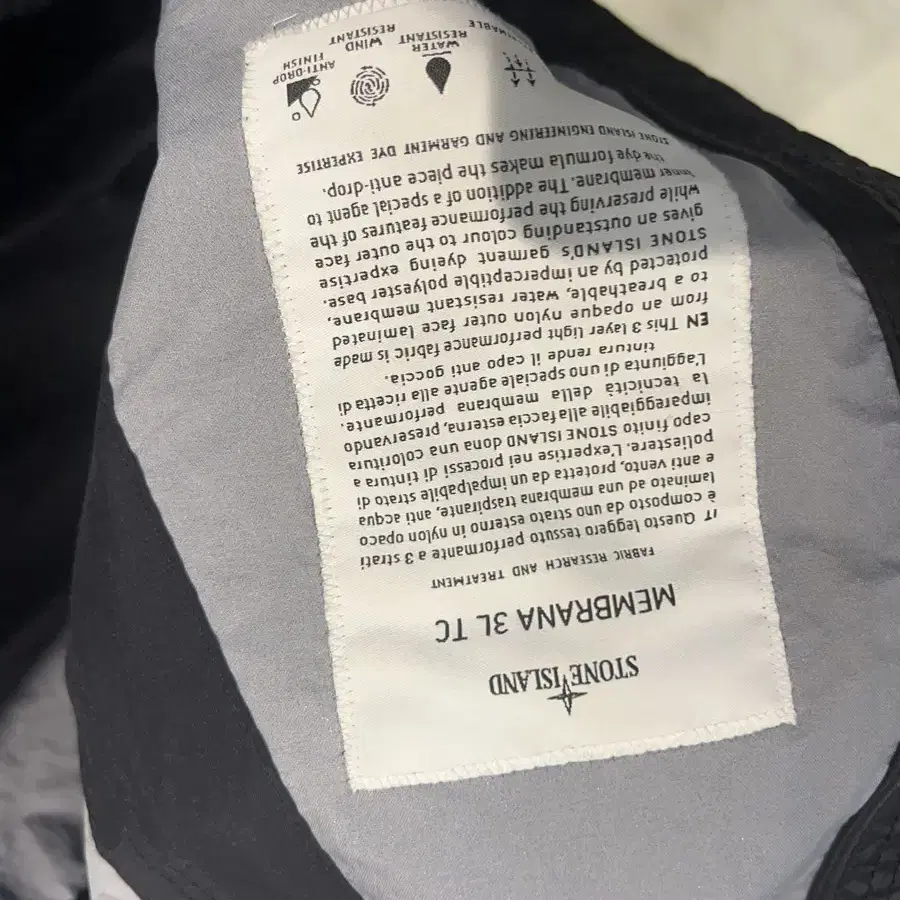 STONE ISLAND
MEMBRANA 3L TC
FABRIC RESEARCH AND TREATMENT
IT Questo leggero tessuto performante a 3 strati
è composto da uno strato esterno in nylon opaco
laminato ad una membrana traspirante, anti acqua
e anti vento, protetta da un impalpabile strato di
poliestere. L'expertise nei processi di tintura a
capo finito STONE ISLAND dona una coloritura
impareggiabile alla faccia esterna, preservando
la tecnicità della membrana performante.
L'aggiunta di uno speciale agente alla ricetta di
tintura rende il capo anti goccia.
EN This 3 layer light performance fabric is made
from an opaque nylon outer face laminated
to a breathable, water resistant membrane,
protected by an imperceptible polyester base.
STONE ISLAND'S garment dyeing expertise
gives an outstanding colour to the outer face
while preserving the performance features of the
inner membrane. The addition of a special agent to
the dye formula makes the piece anti-drop.
STONE ISLAND ENGINEERING AND GARMENT DYE EXPERTISE
WATER
RESISTANT
WIND
RESISTANT
ANTI-DROP
FINISH